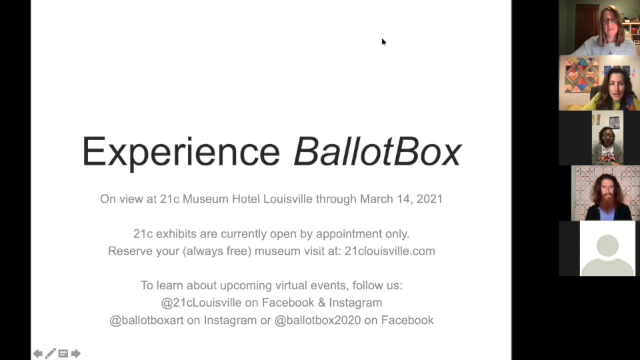 Experience BallotBox
On view at 21c Museum Hotel Louisville through March 14, 2021
21c exhibits are currently open by appointment only.
Reserve your (always free) museum visit at: 21clouisville.com
To learn about upcoming virtual events, follow us:
@21cLouisville on Facebook & Instagram
@ballotboxart on Instagram or @ballotbox2020 on Facebook